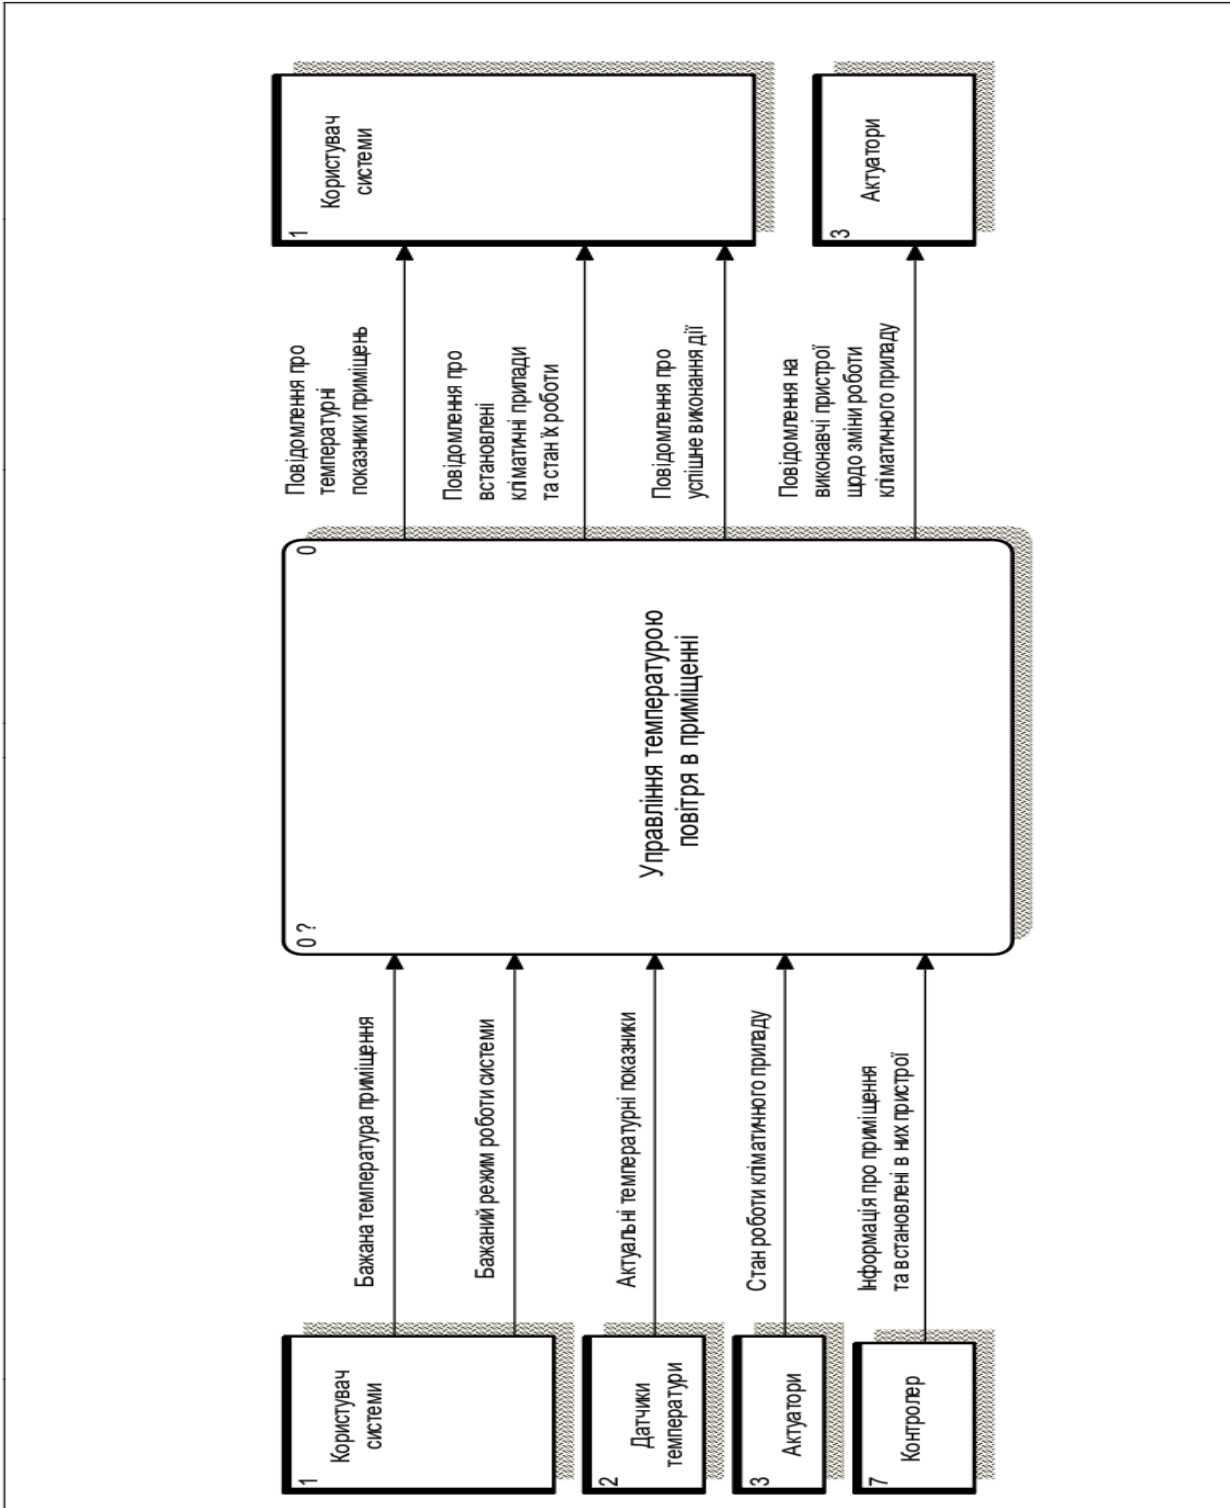 1
Користувач
системи
2
Датчики
температури
3
Актуатори
7
Контролер
Бажана температура приміщення
Бажаний режим роботи системи
Актуальні температурні показники
Стан роботи кліматичного приладу
Інформація про приміщення
та встановлені в них пристрої
0 ?
0
Управління температурою
повітря в приміщенні
Повідомлення про
температурні
показники приміщень
Повідомлення про
встановлені
кліматичні прилади
та стан їх роботи
Повідомлення про
успішне виконання дії
Повідомлення на
виконавчі пристрої
щодо зміни роботи
кліматичного приладу
1
Користувач
системи
3
Актуатори